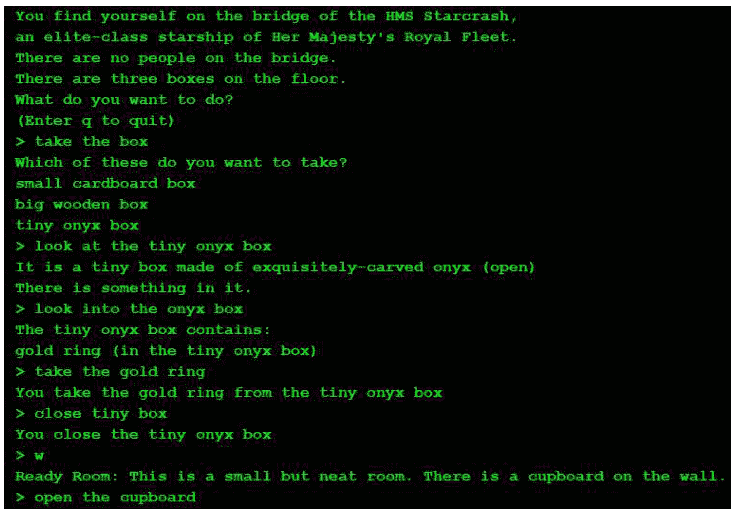 You find yourself on the bridge of the HMS Starcrash,
an elite-class starship of Her Majesty's Royal Fleet.
There are no people on the bridge.
There are three boxes on the floor.
What do you want to do?
(Enter q to quit)
> take the box
Which of these do you want to take?
small cardboard box
big wooden box
tiny onyx box
> look at the tiny onyx box
It is a tiny box made of exquisitely-carved onyx (open)
There is something in it.
> look into the onyx box
The tiny onyx box contains:
gold ring (in the tiny onyx box)
> take the gold ring
You take the gold ring from the tiny onyx box
> close tiny box
You close the tiny onyx box
> w
Ready Room: This is a small but neat room. There is a cupboard on the wall.
> open the cupboard